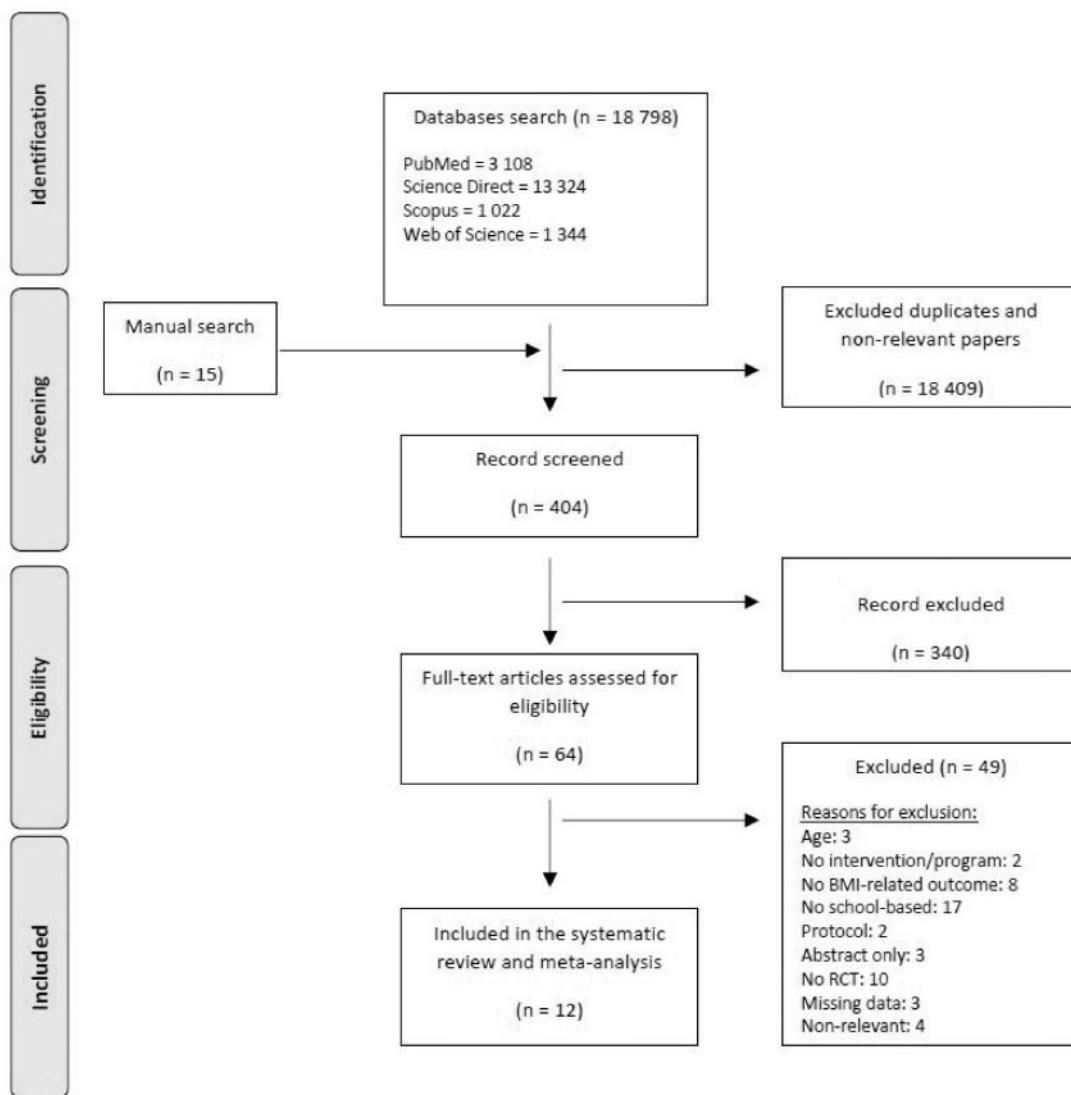 Identification
Databases search (n = 18 798)
PubMed = 3 108
Science Direct = 13 324
Scopus = 1 022
Web of Science = 1 344
Screening
Manual search
(n = 15)
Excluded duplicates and
non-relevant papers
(n = 18 409)
Record screened
(n = 404)
Eligibility
Record excluded
(n = 340)
Full-text articles assessed for
eligibility
(n = 64)
Excluded (n = 49)
Reasons for exclusion:
Age: 3
No intervention/program: 2
No BMI-related outcome: 8
No school-based: 17
Protocol: 2
Abstract only: 3
No RCT: 10
Missing data: 3
Non-relevant: 4
Included
Included in the systematic
review and meta-analysis
(n = 12)